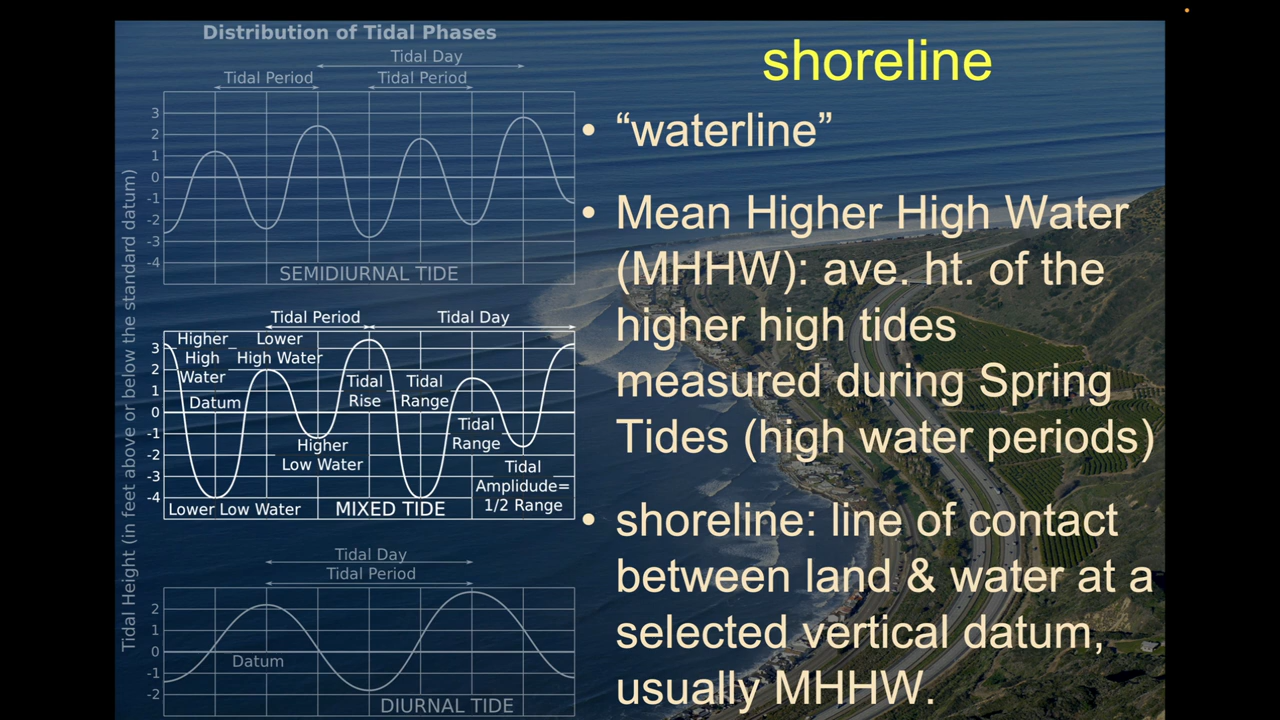 Distribution of Tidal Phases
Tidal Day
Tidal Period
Tidal Period
3
2
1
0
-1
-2
-3
-4
SEMIDIURNAL TIDE
Tidal Height (in feet above or below the standard datum)
Tidal Period
Tidal Day
3
2
1
0
-1
-2
-3
-4
Higher
High
Water
Lower
High Water
Datum
Tidal
Rise
Tidal
Range
Tidal
Range
Higher
Low Water
Tidal
Amplidude=
1/2 Range
Lower Low Water
MIXED TIDE
Tidal Day
Tidal Period
2
1
0
-1
-2
Datum
DIURNAL TIDE
shoreline
• “waterline”
• Mean Higher High Water
(MHHW): ave. ht. of the
higher high tides
measured during Spring
Tides (high water periods)
• shoreline: line of contact
between land & water at a
selected vertical datum,
usually MHHW.